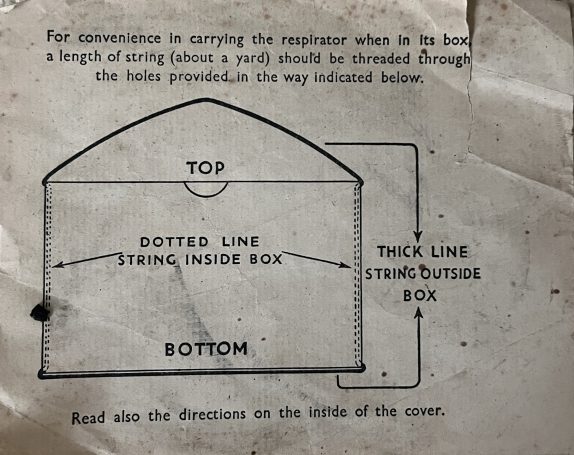 For convenience in carrying the respirator when in its box,
a length of string (about a yard) should be threaded through
the holes provided in the way indicated below.
TOP
DOTTED LINE
STRING INSIDE BOX
THICK LINE
STRING OUTSIDE
BOX
BOTTOM
Read also the directions on the inside of the cover.